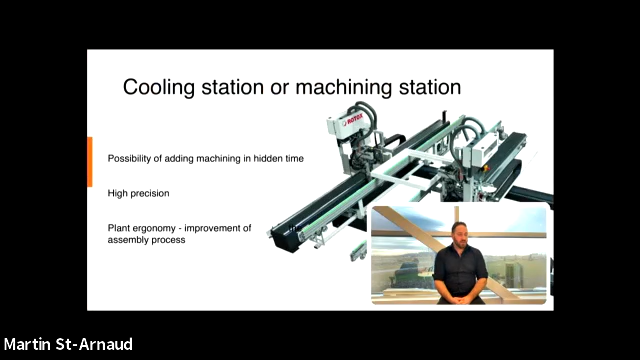 Cooling station or machining station
ROTOX
Possibility of adding machining in hidden time
High precision
Plant ergonomy - improvement of
assembly process
Martin St-Arnaud